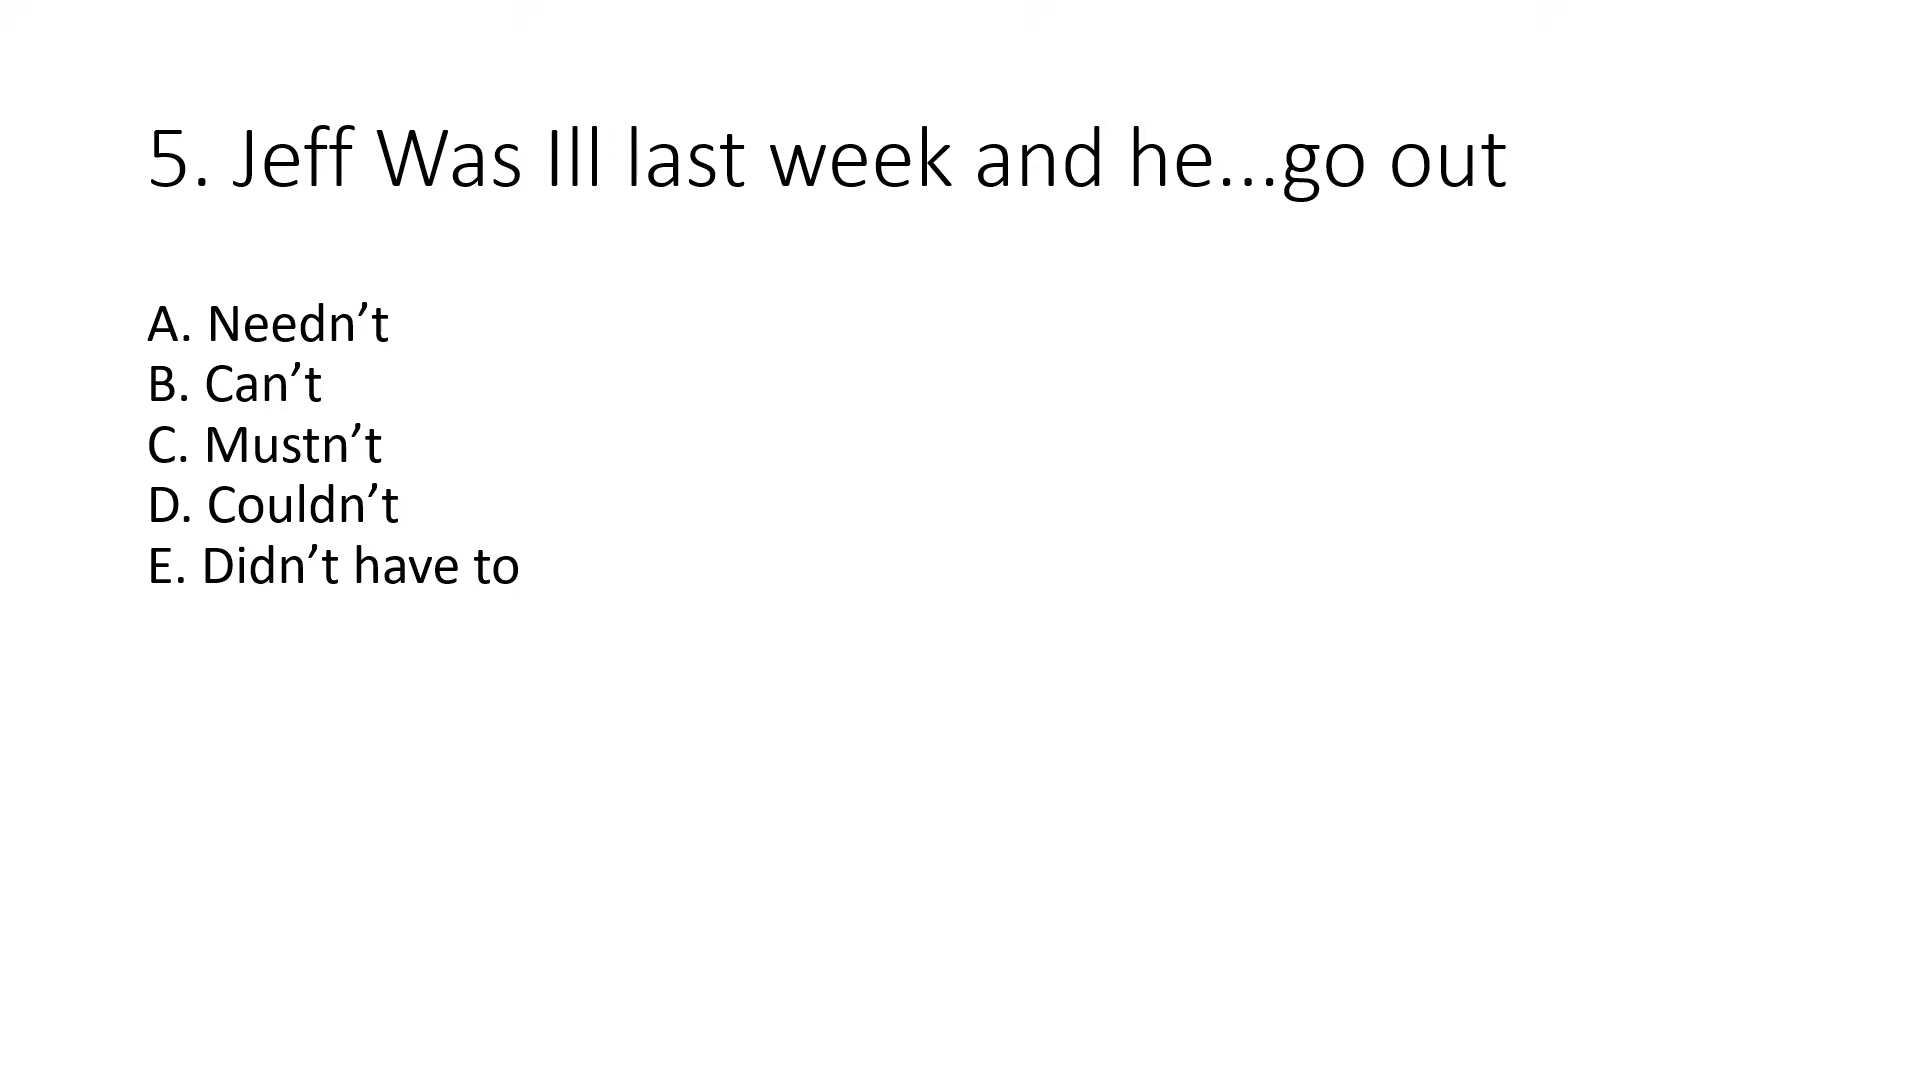 5. Jeff Was Ill last week and he...go out
A. Needn’t
B. Can’t
C. Mustn’t
D. Couldn’t
E. Didn’t have to